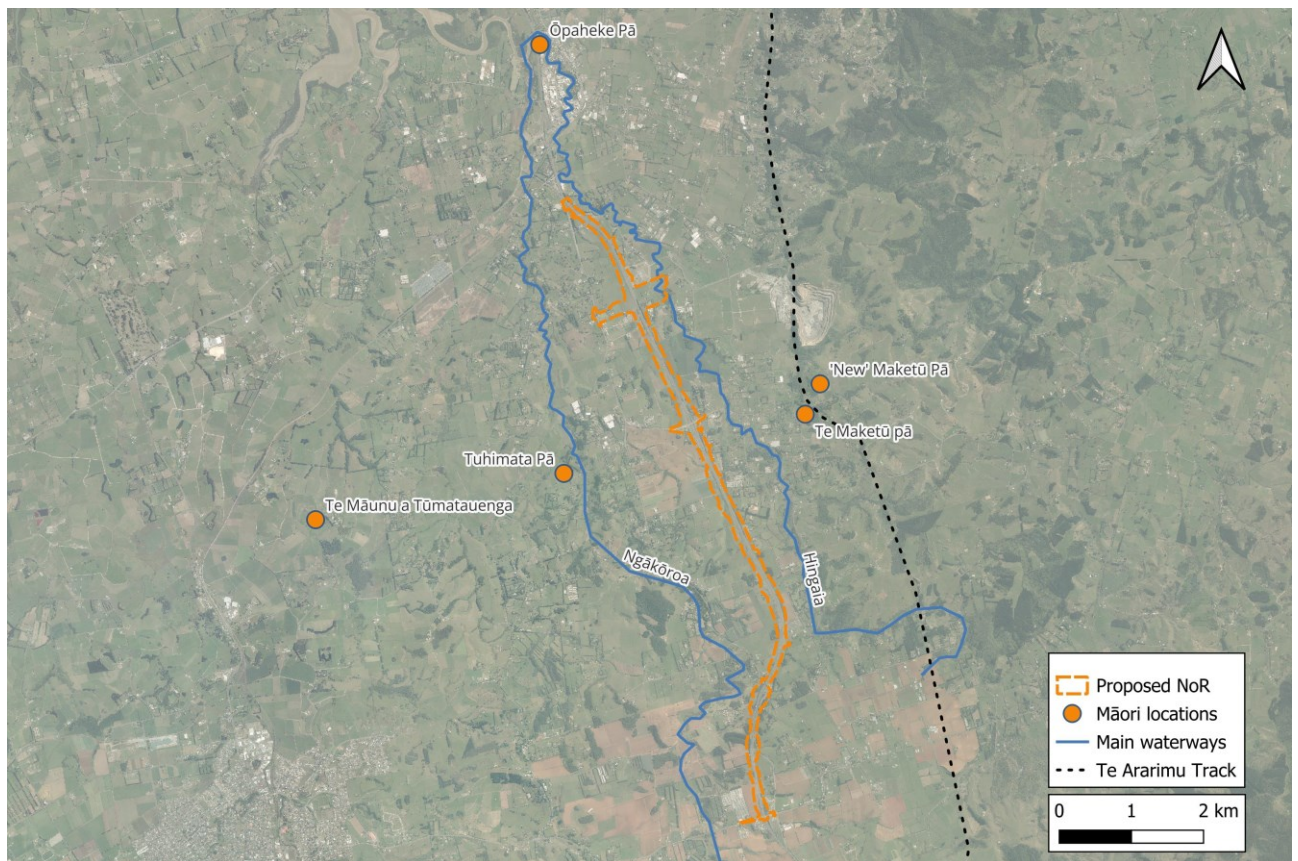 Ōpaheke Pā
'New' Maketū Pā
Te Maketū pā
Tuhimata Pā
Te Māunu a Tūmatauenga
Ngākōroa
Hingaia
Proposed NoR
Māori locations
Main waterways
Te Ararimu Track
0 1 2 km